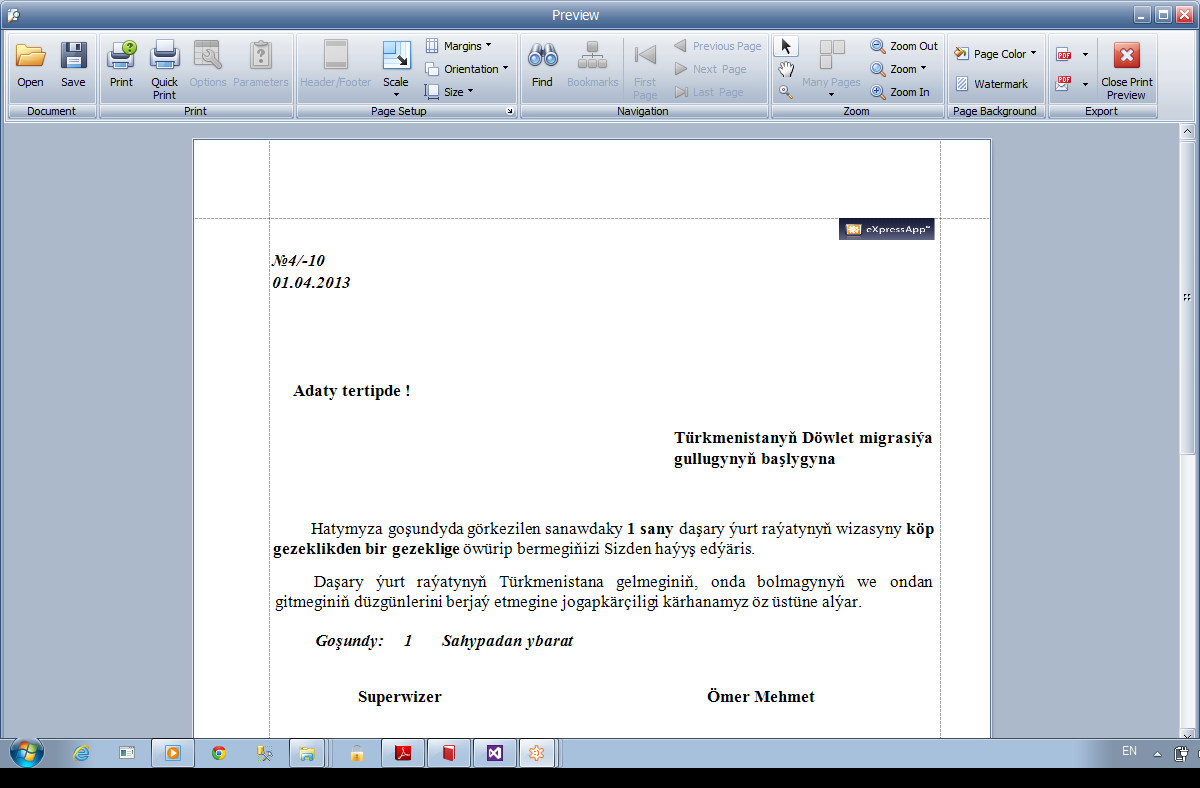 Preview
Margins
Orientation
Size
Previous Page
Next Page
Last Page
Zoom Out
Zoom
Zoom In
Page Color
Watermark
Open Save Print Quick Print Options Parameters Header/Footer Scale Find Bookmarks First Page Many Pages Close Print Preview
PDF
PDF
Document Print Page Setup Navigation Zoom Page Background Export
eXpressApp™
№4/-10
01.04.2013
Adaty tertipde !
Türkmenistanyň Döwlet migrasiýa
gullugynyň başlygyna
Hatymyza goşundyda görkezilen sanawdaky 1 sany daşary ýurt raýatynyň wizasyny köp
gezeklikden bir gezeklige öwürip bermegiňizi Sizden haýyş edýäris.
Daşary ýurt raýatynyň Türkmenistana gelmeginiň, onda bolmagynyň we ondan
gitmeginiň düzgünlerini berjaý etmegine jogapkärçiligi kärhanamyz öz üstüne alýar.
Goşundy: 1 Sahypadan ybarat
Superwizer Ömer Mehmet
EN